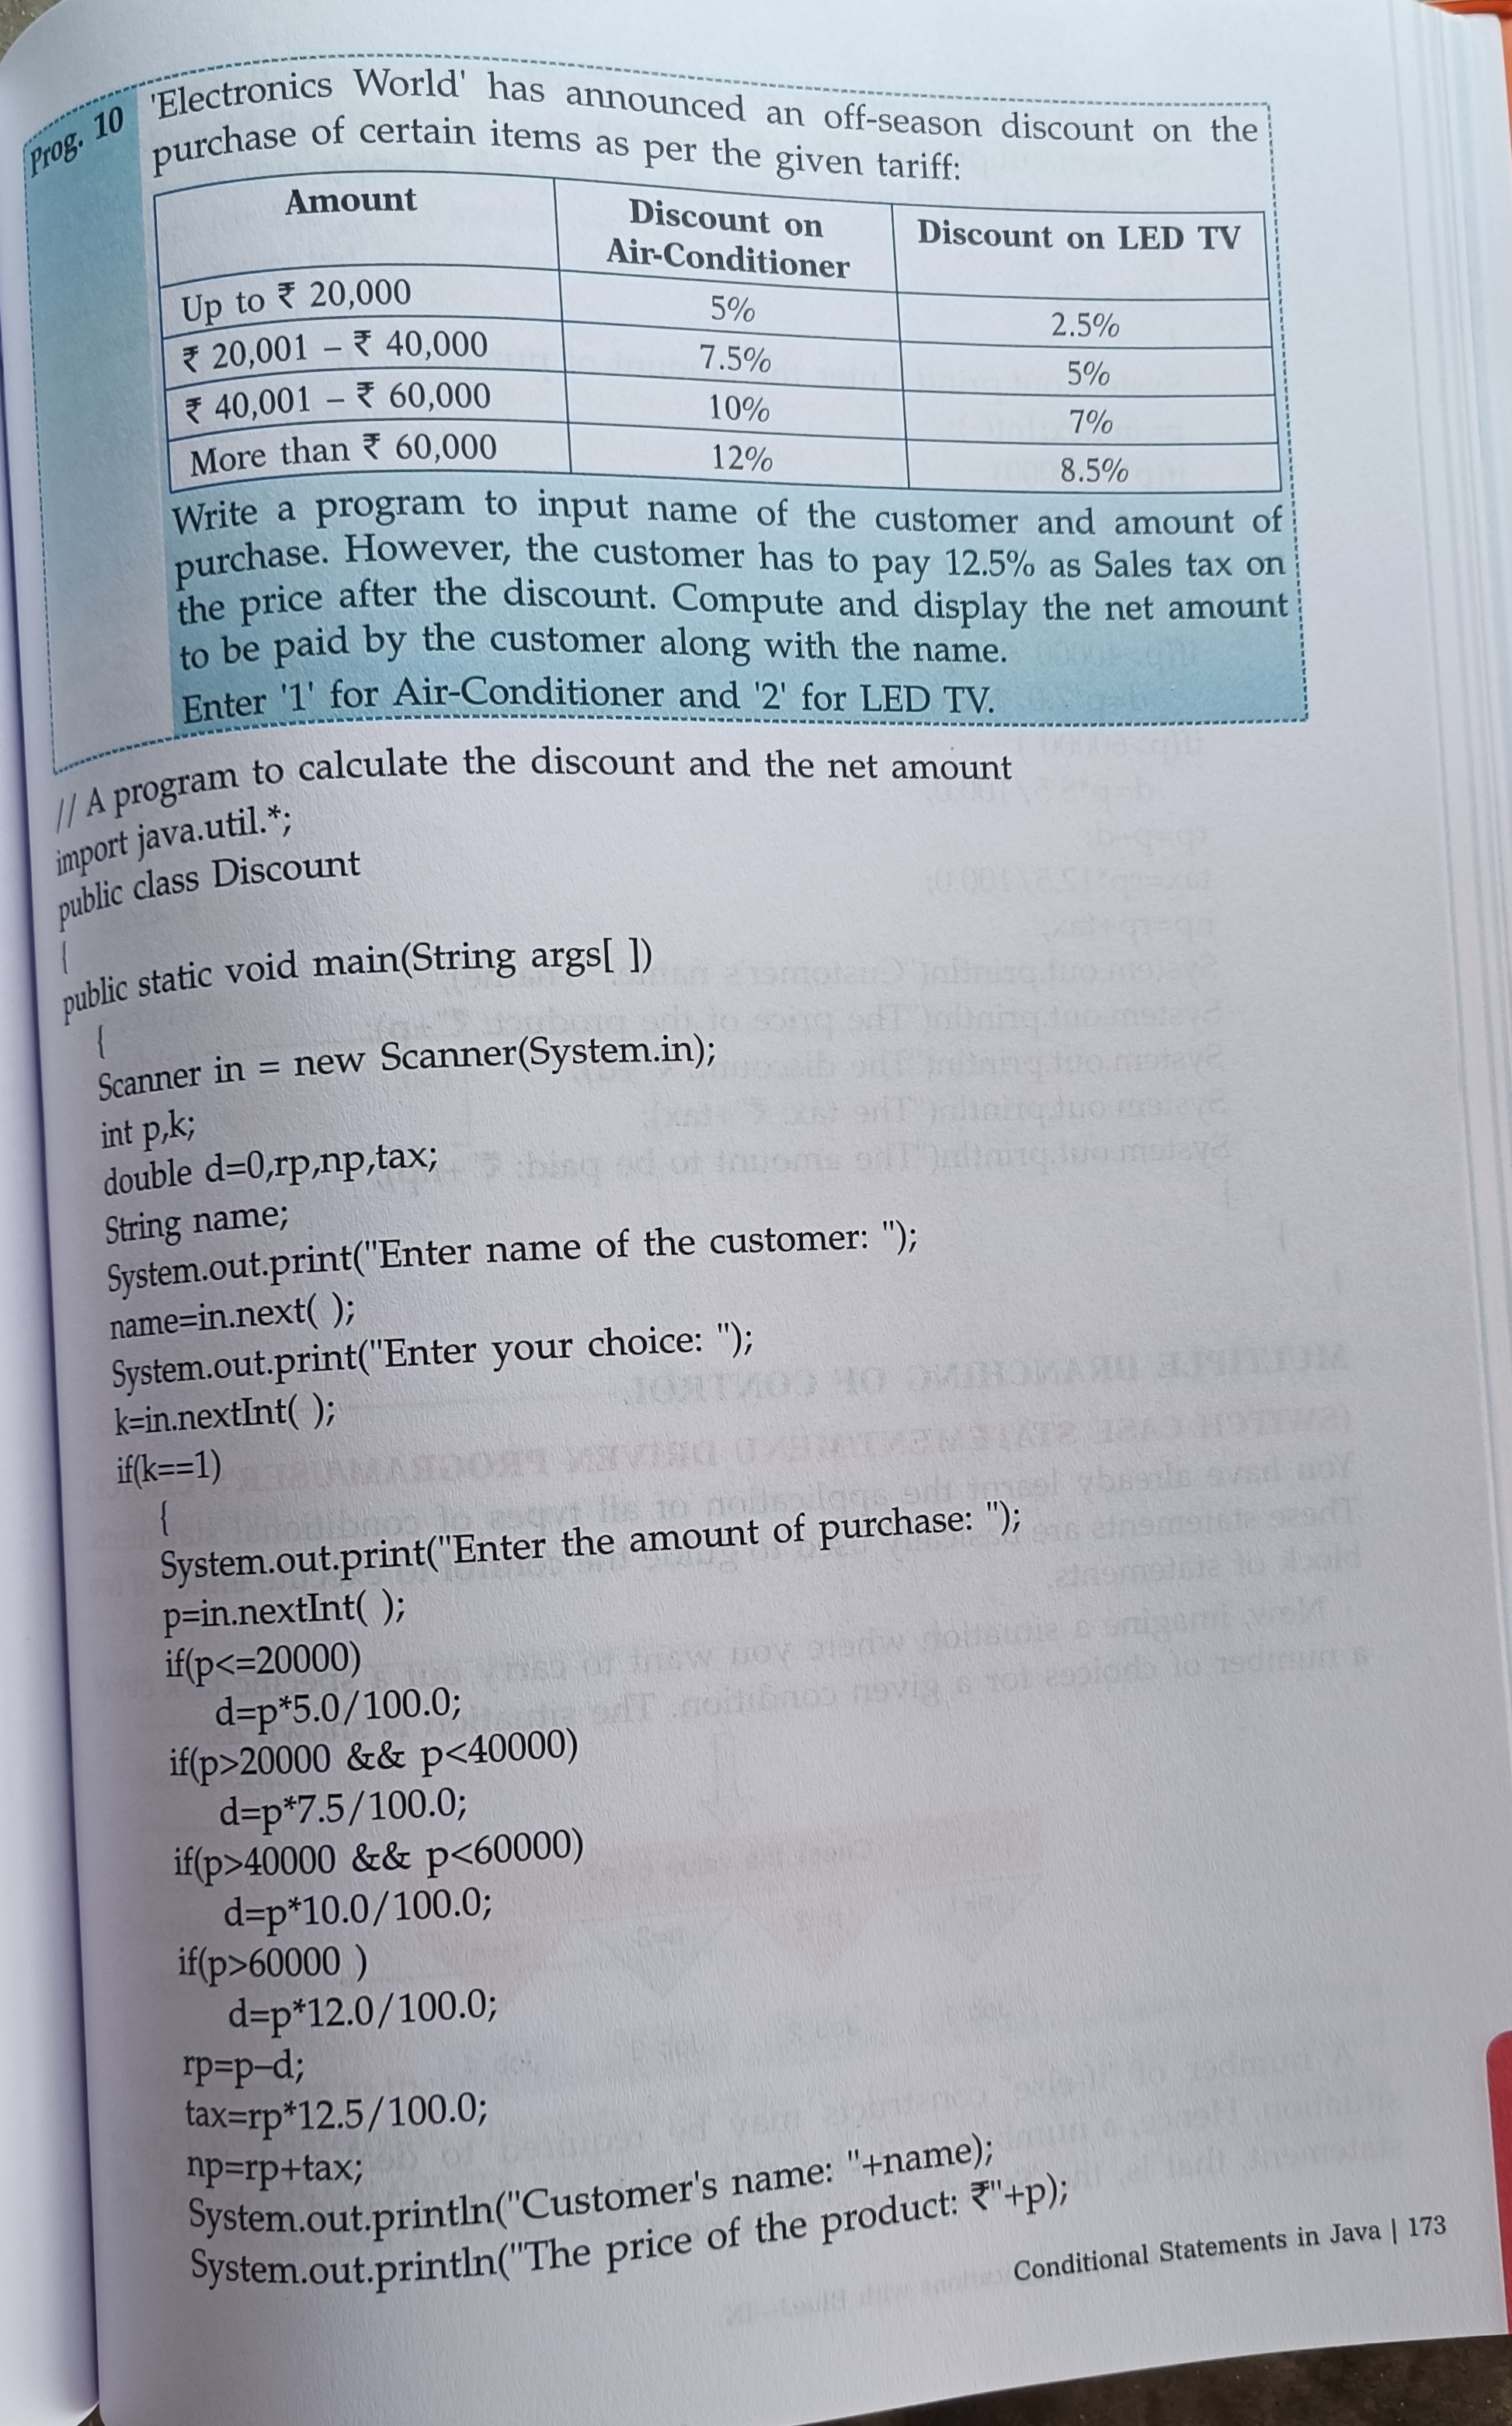 Prog. 10
'Electronics World' has announced an off-season discount on the
purchase of certain items as per the given tariff:
Amount Discount on Air-Conditioner Discount on LED TV
Up to ₹ 20,000 5% 2.5%
₹ 20,001 – ₹ 40,000 7.5% 5%
₹ 40,001 – ₹ 60,000 10% 7%
More than ₹ 60,000 12% 8.5%
Write a program to input name of the customer and amount of
purchase. However, the customer has to pay 12.5% as Sales tax on
the price after the discount. Compute and display the net amount
to be paid by the customer along with the name.
Enter '1' for Air-Conditioner and '2' for LED TV.
// A program to calculate the discount and the net amount
import java.util.*;
public class Discount
{
public static void main(String args[ ])
{
Scanner in = new Scanner(System.in);
int p,k;
double d=0,rp,np,tax;
String name;
System.out.print("Enter name of the customer: ");
name=in.next( );
System.out.print("Enter your choice: ");
k=in.nextInt( );
if(k==1)
{
System.out.print("Enter the amount of purchase: ");
p=in.nextInt( );
if(p<=20000)
d=p*5.0/100.0;
if(p>20000 && p<40000)
d=p*7.5/100.0;
if(p>40000 && p<60000)
d=p*10.0/100.0;
if(p>60000 )
d=p*12.0/100.0;
rp=p–d;
tax=rp*12.5/100.0;
np=rp+tax;
System.out.println("Customer's name: "+name);
System.out.println("The price of the product: ₹"+p);
Conditional Statements in Java | 173